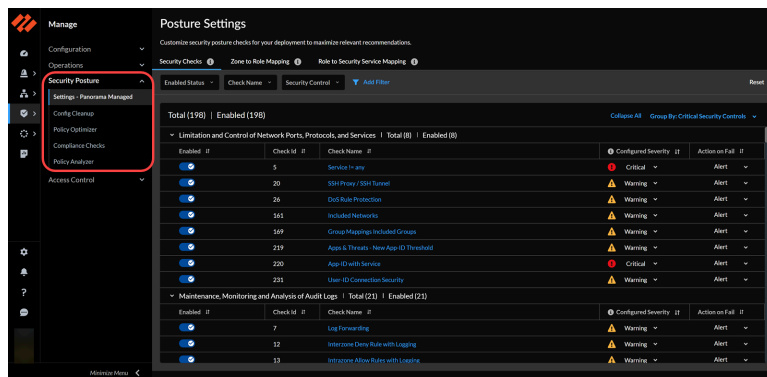 Manage
Configuration
Operations
Security Posture
Settings - Panorama Managed
Config Cleanup
Policy Optimizer
Compliance Checks
Policy Analyzer
Access Control
Minimize Menu
Posture Settings
Customize security posture checks for your deployment to maximize relevant recommendations.
Security Checks Zone to Role Mapping Role to Security Service Mapping
Enabled Status Check Name Security Control Add Filter Reset
Total (198) | Enabled (198) Collapse All Group By: Critical Security Controls
Limitation and Control of Network Ports, Protocols, and Services | Total (8) | Enabled (8)
Enabled Check Id Check Name Configured Severity Action on Fail
5 Service != any Critical Alert
20 SSH Proxy / SSH Tunnel Warning Alert
26 DoS Rule Protection Warning Alert
161 Included Networks Warning Alert
169 Group Mappings Included Groups Warning Alert
219 Apps & Threats - New App-ID Threshold Warning Alert
220 App-ID with Service Critical Alert
231 User-ID Connection Security Warning Alert
Maintenance, Monitoring and Analysis of Audit Logs | Total (21) | Enabled (21)
Enabled Check Id Check Name Configured Severity Action on Fail
7 Log Forwarding Warning Alert
12 Interzone Deny Rule with Logging Warning Alert
13 Intrazone Allow Rules with Logging Warning Alert